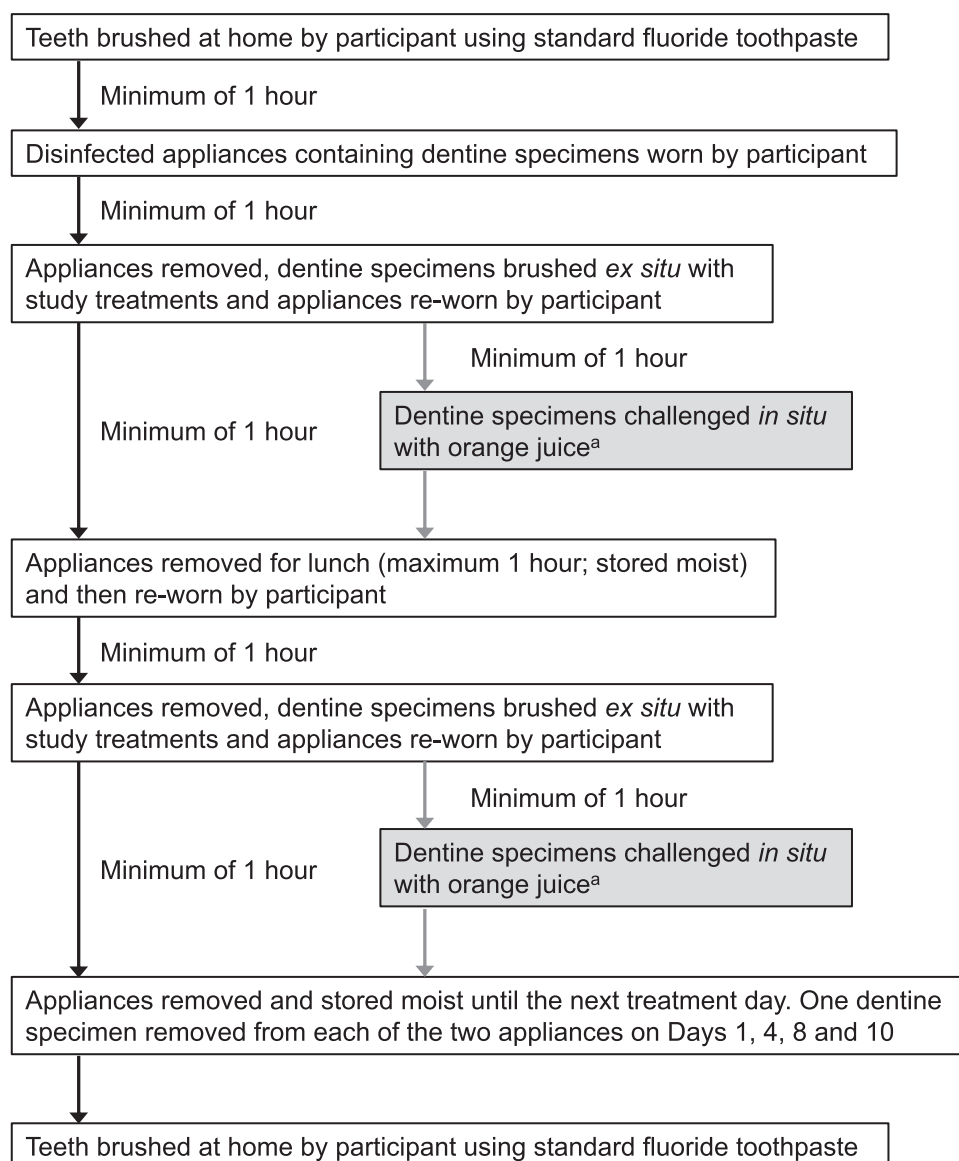 Teeth brushed at home by participant using standard fluoride toothpaste
Minimum of 1 hour
Disinfected appliances containing dentine specimens worn by participant
Minimum of 1 hour
Appliances removed, dentine specimens brushed ex situ with
study treatments and appliances re-worn by participant
Minimum of 1 hour
Dentine specimens challenged in situ
with orange juiceᵃ
Minimum of 1 hour
Appliances removed for lunch (maximum 1 hour; stored moist)
and then re-worn by participant
Minimum of 1 hour
Appliances removed, dentine specimens brushed ex situ with
study treatments and appliances re-worn by participant
Minimum of 1 hour
Dentine specimens challenged in situ
with orange juiceᵃ
Minimum of 1 hour
Appliances removed and stored moist until the next treatment day. One dentine
specimen removed from each of the two appliances on Days 1, 4, 8 and 10
Teeth brushed at home by participant using standard fluoride toothpaste